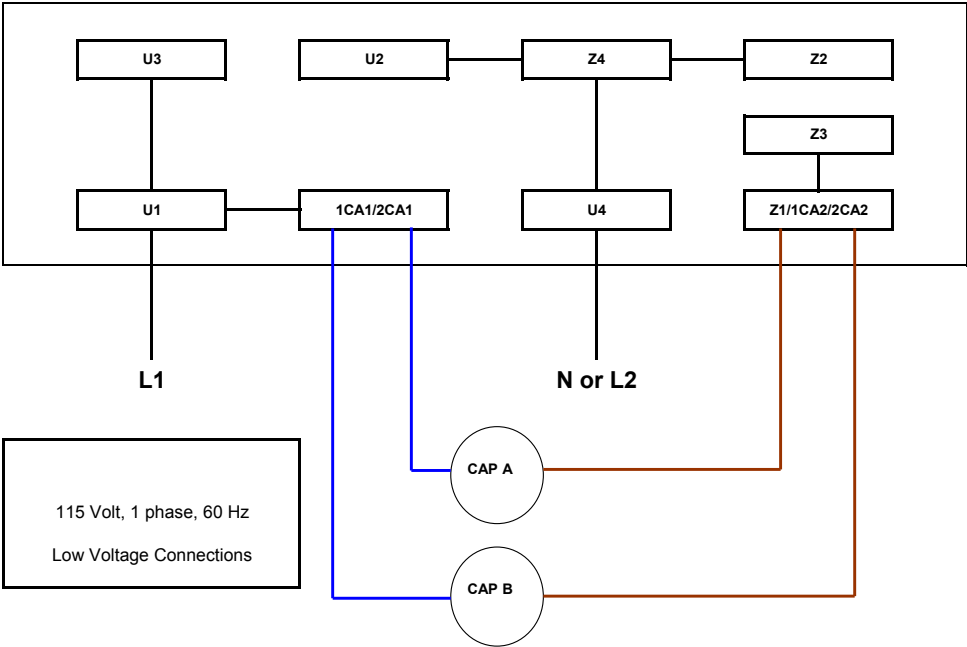 U3
U2
Z4
Z2
Z3
U1
1CA1/2CA1
U4
Z1/1CA2/2CA2
L1
N or L2
CAP A
115 Volt, 1 phase, 60 Hz
Low Voltage Connections
CAP B